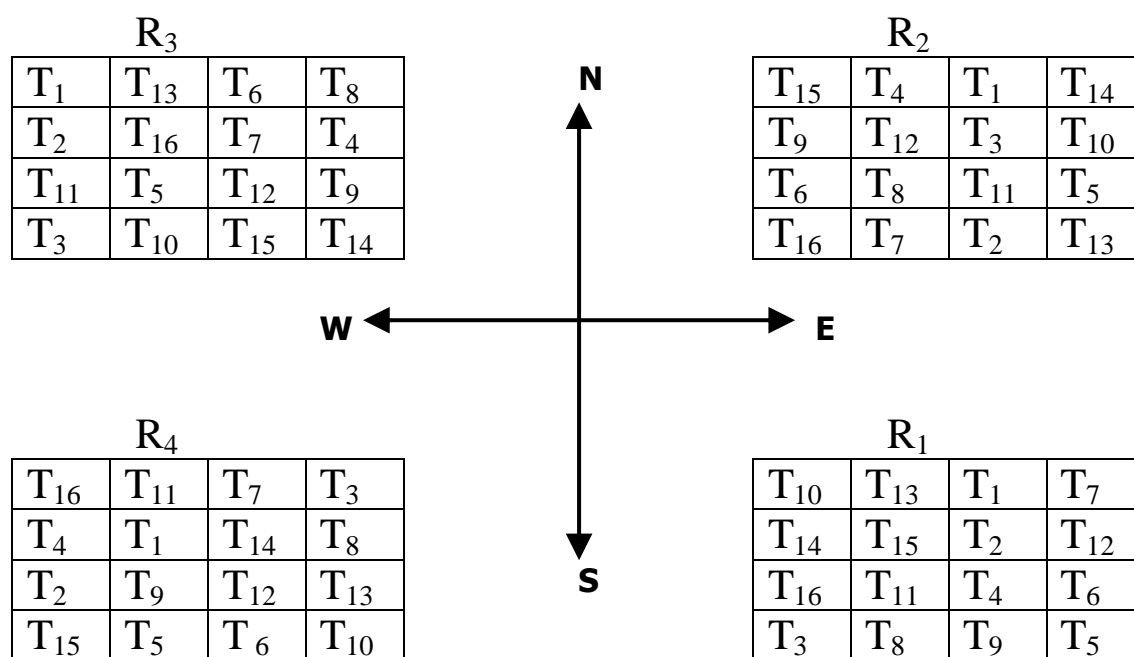 R3
T1 T13 T6 T8
T2 T16 T7 T4
T11 T5 T12 T9
T3 T10 T15 T14
N
R2
T15 T4 T1 T14
T9 T12 T3 T10
T6 T8 T11 T5
T16 T7 T2 T13
W E
R4
T16 T11 T7 T3
T4 T1 T14 T8
T2 T9 T12 T13
T15 T5 T6 T10
S
R1
T10 T13 T1 T7
T14 T15 T2 T12
T16 T11 T4 T6
T3 T8 T9 T5